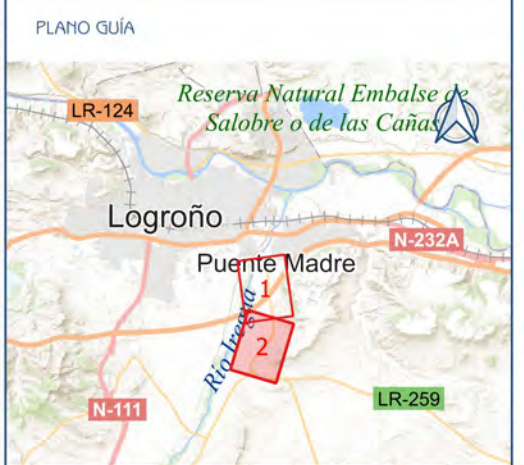 PLANO GUÍA
Reserva Natural Embalse de
Salobre o de las Cañas
LR-124
Logroño
N-232A
Puente Madre
1
Río Iregua
2
LR-259
N-111